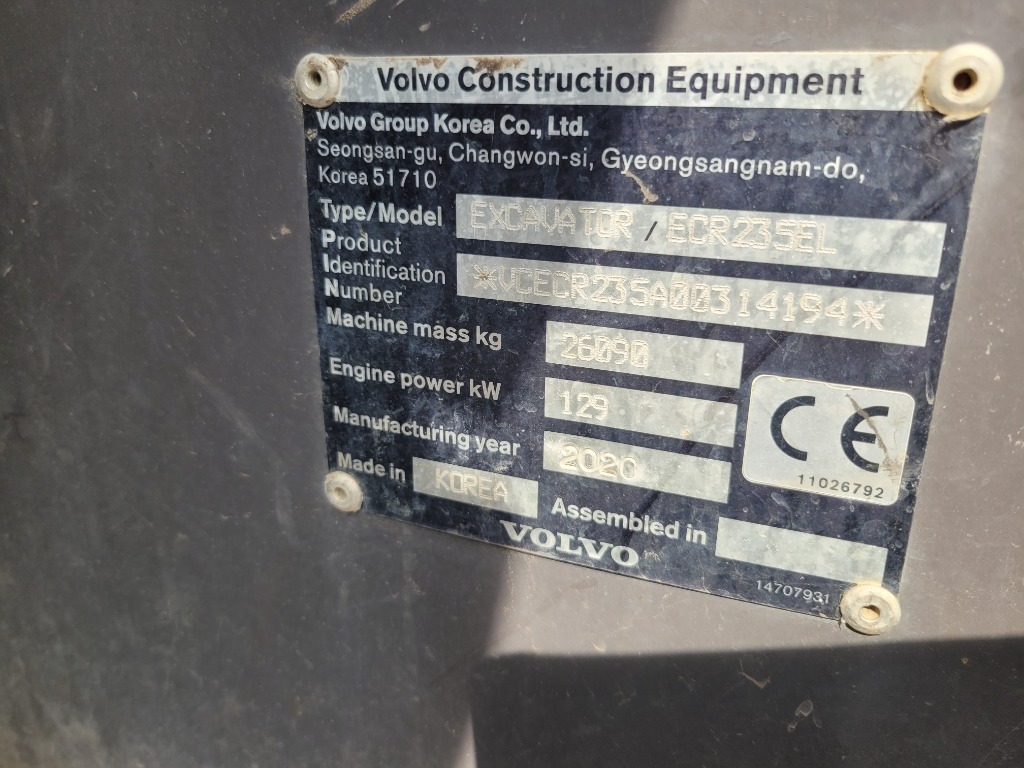 Volvo Construction Equipment
Volvo Group Korea Co., Ltd.
Seongsan-gu, Changwon-si, Gyeongsangnam-do,
Korea 51710
Type/Model EXCAVATOR / ECR235EL
Product
Identification *VCECR235A00314194*
Number
Machine mass kg 26090
Engine power kW 129
Manufacturing year 2020
Made in KOREA Assembled in
CE
11026792
VOLVO
14707931